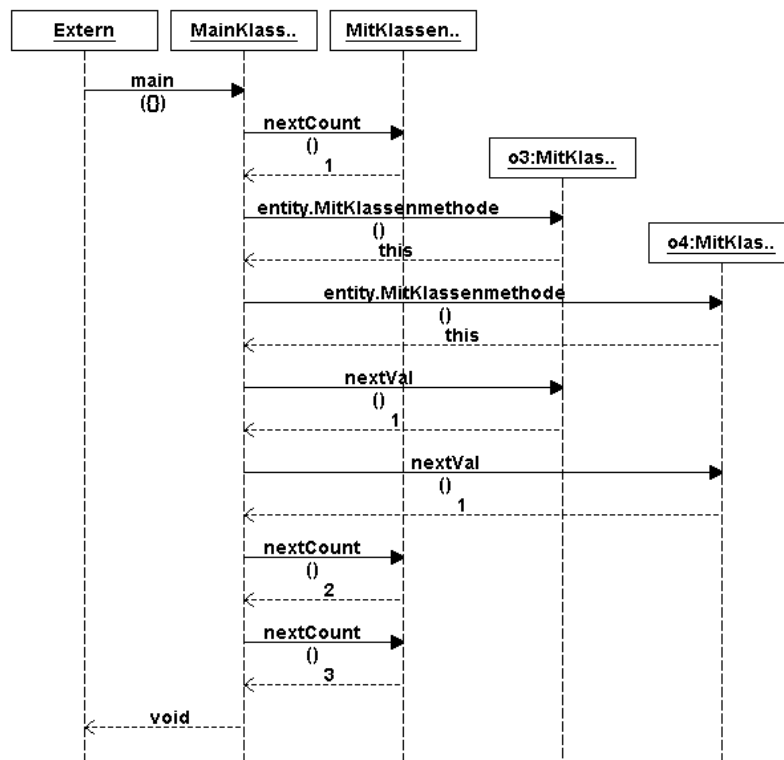 Extern
MainKlass..
MitKlassen..
main
({})
nextCount
()
1
o3:MitKlas..
entity.MitKlassenmethode
()
this
o4:MitKlas..
entity.MitKlassenmethode
()
this
nextVal
()
1
nextVal
()
1
nextCount
()
2
nextCount
()
3
void